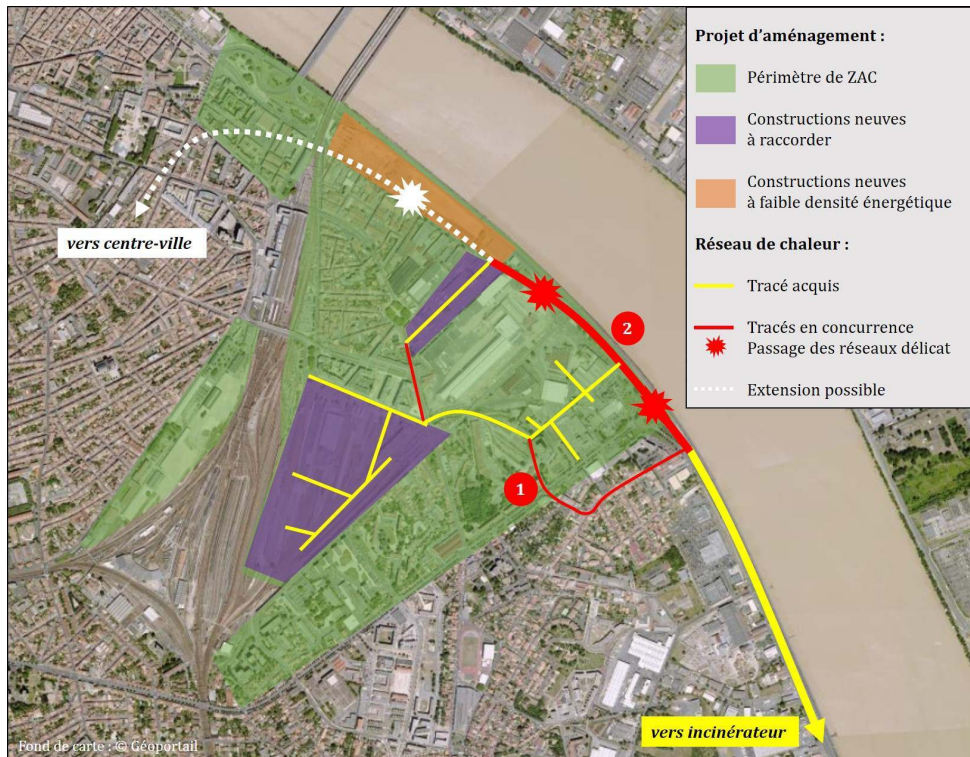 Projet d'aménagement :
Périmètre de ZAC
Constructions neuves
à raccorder
Constructions neuves
à faible densité énergétique
Réseau de chaleur :
Tracé acquis
Tracés en concurrence
Passage des réseaux délicat
Extension possible
vers centre-ville
2
1
vers incinérateur
Fond de carte : © Géoportail